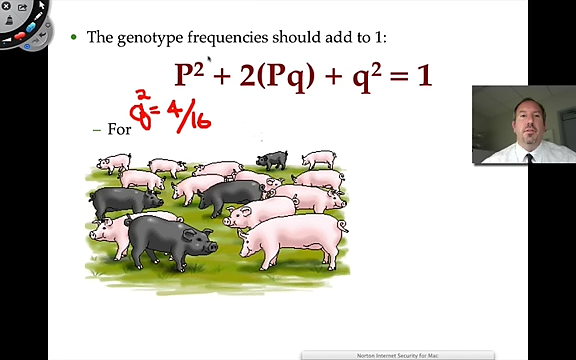 • The genotype frequencies should add to 1:
P² + 2(Pq) + q² = 1
q² = 4/16
– For
Norton Internet Security for Mac